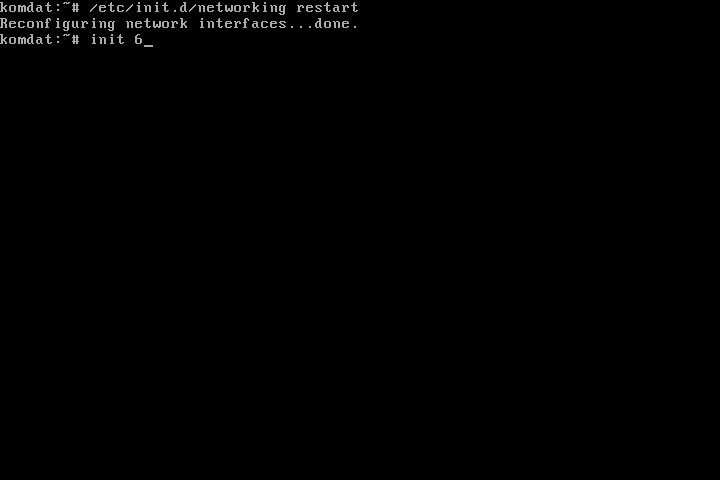 komdat:~# /etc/init.d/networking restart
Reconfiguring network interfaces...done.
komdat:~# init 6_